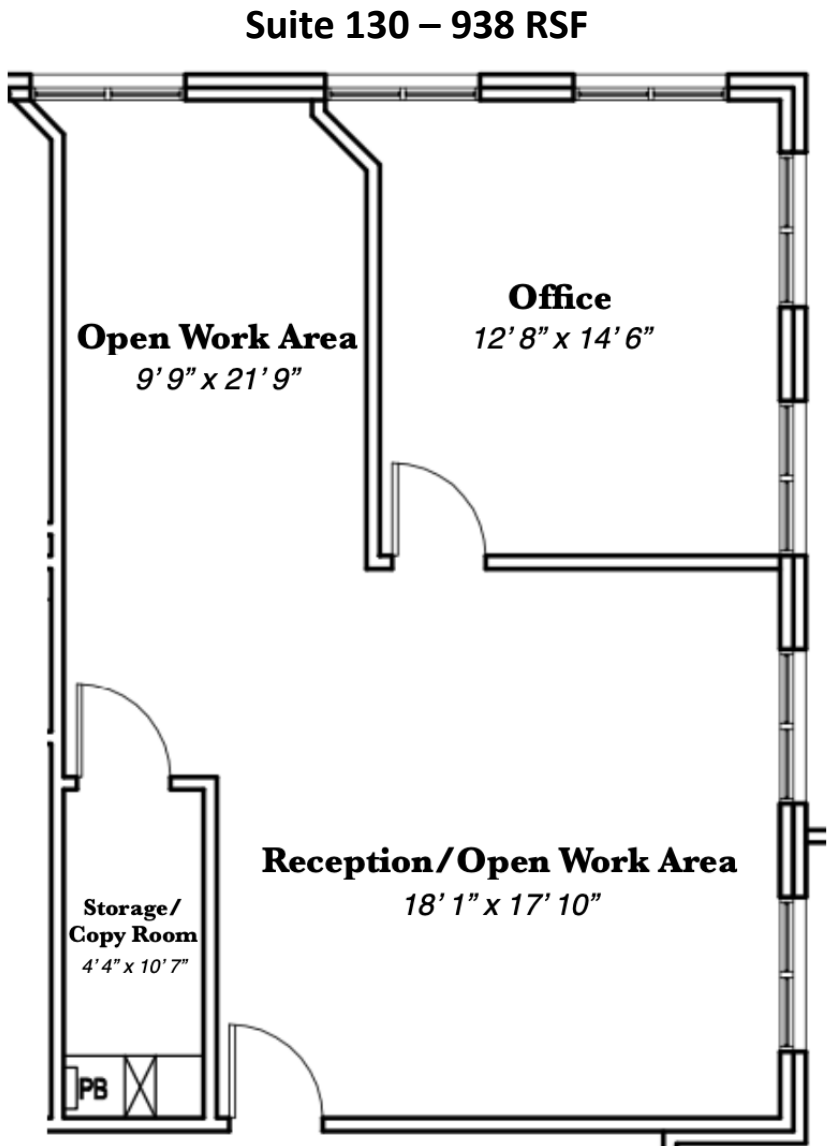 Suite 130 – 938 RSF
Office
12’ 8” x 14’ 6”
Open Work Area
9’ 9” x 21’ 9”
Reception/Open Work Area
18’ 1” x 17’ 10”
Storage/
Copy Room
4’ 4” x 10’ 7”
PB